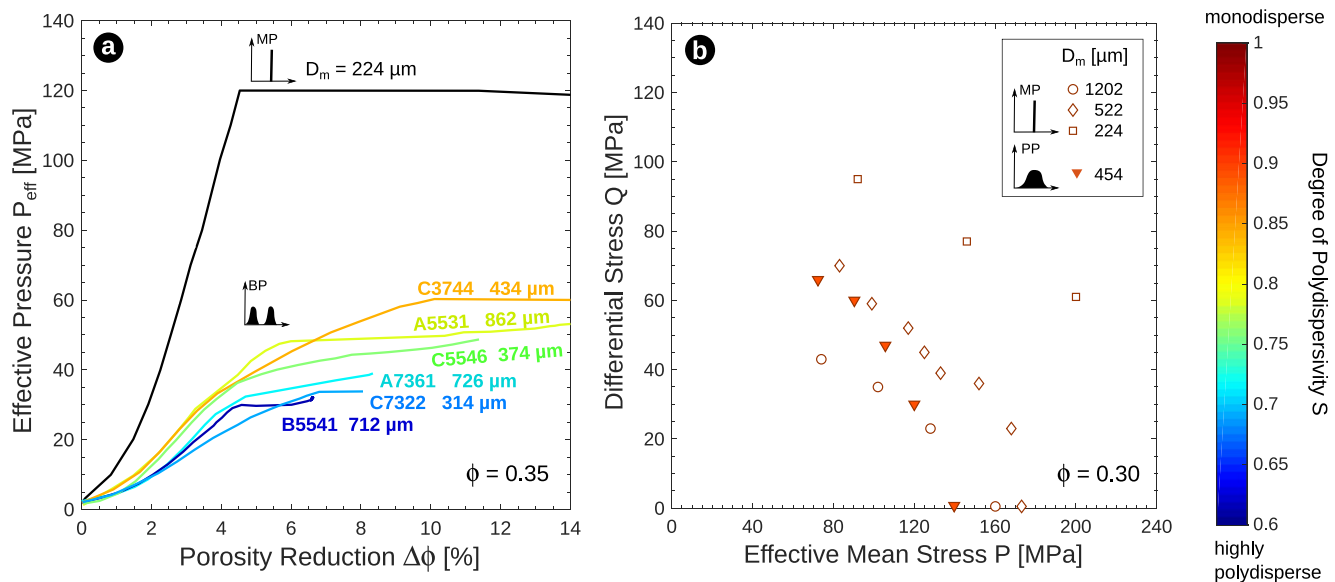 a
MP
D_m = 224 µm
BP
C3744 434 µm
A5531 862 µm
C5546 374 µm
A7361 726 µm
C7322 314 µm
B5541 712 µm
ϕ = 0.35
140
120
100
80
60
40
20
0
0 2 4 6 8 10 12 14
Effective Pressure P_eff [MPa]
Porosity Reduction Δϕ [%]
b
D_m [µm]
MP
1202
522
224
PP
454
ϕ = 0.30
140
120
100
80
60
40
20
0
0 40 80 120 160 200 240
Differential Stress Q [MPa]
Effective Mean Stress P [MPa]
monodisperse
1
0.95
0.9
0.85
0.8
0.75
0.7
0.65
0.6
highly
polydisperse
Degree of Polydispersivity S